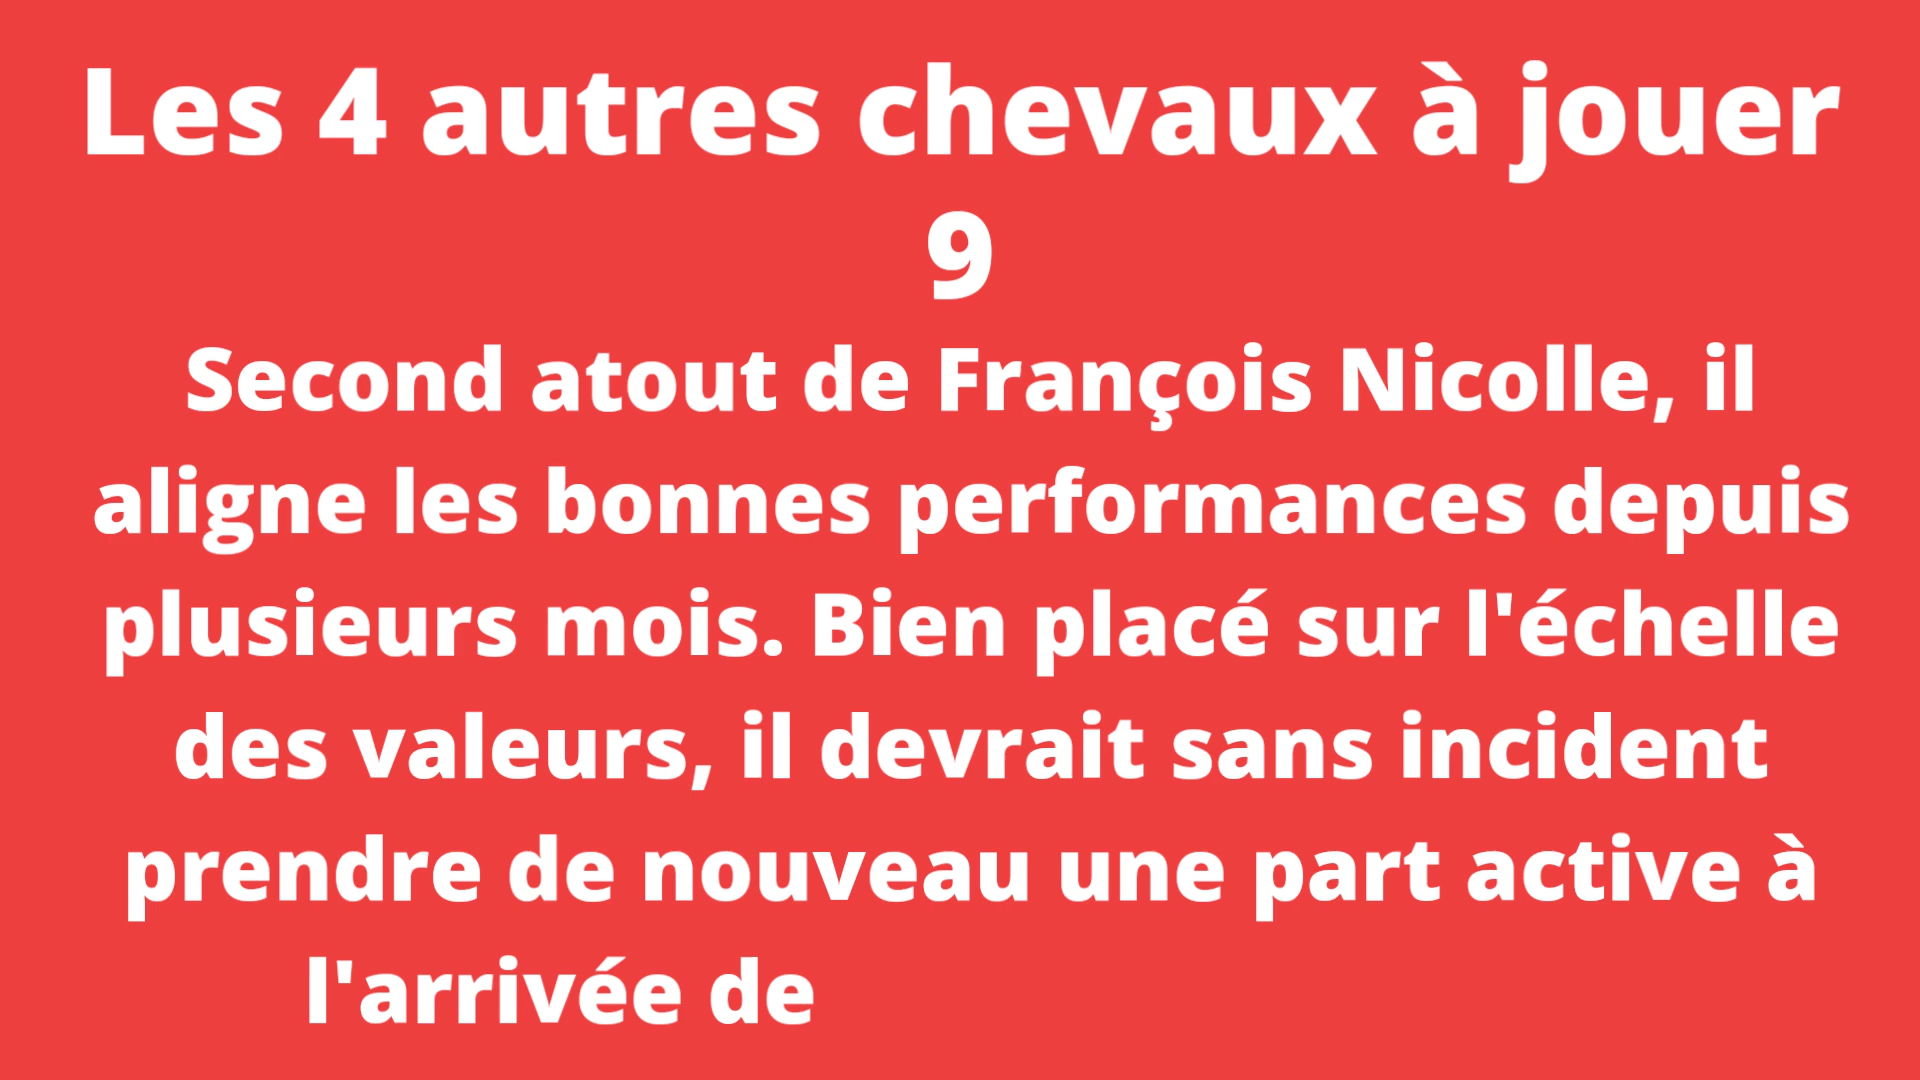 Les 4 autres chevaux à jouer
9
Second atout de François Nicolle, il
aligne les bonnes performances depuis
plusieurs mois. Bien placé sur l'échelle
des valeurs, il devrait sans incident
prendre de nouveau une part active à
l'arrivée de